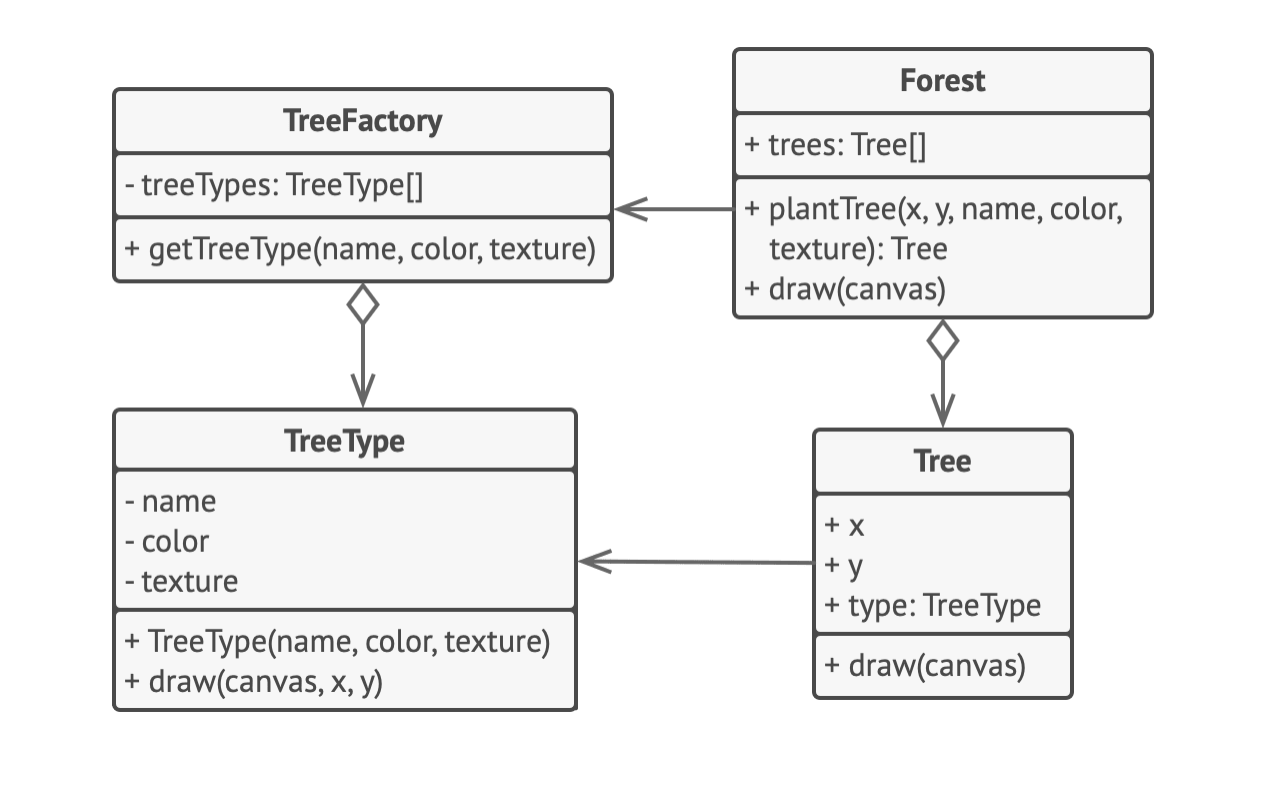 TreeFactory
- treeTypes: TreeType[]
+ getTreeType(name, color, texture)
Forest
+ trees: Tree[]
+ plantTree(x, y, name, color,
texture): Tree
+ draw(canvas)
TreeType
- name
- color
- texture
+ TreeType(name, color, texture)
+ draw(canvas, x, y)
Tree
+ x
+ y
+ type: TreeType
+ draw(canvas)